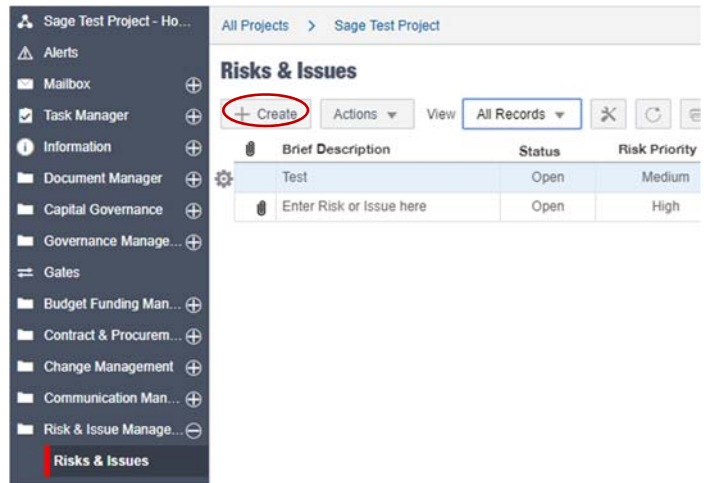 Sage Test Project - Ho...
Alerts
Mailbox
Task Manager
Information
Document Manager
Capital Governance
Governance Manage...
Gates
Budget Funding Man...
Contract & Procurem...
Change Management
Communication Man...
Risk & Issue Manage...
Risks & Issues
All Projects > Sage Test Project
Risks & Issues
+ Create Actions View All Records
Brief Description Status Risk Priority
Test Open Medium
Enter Risk or Issue here Open High